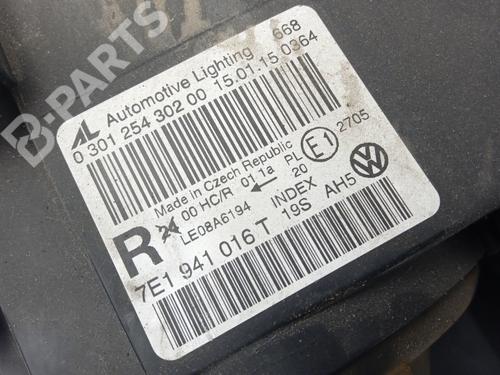 B-PARTS
AL Automotive Lighting 668
0 301 254 302 00 15.01.15 0364
Made in Czech Republic
00 HC/R 01 1a PL E1 2705
20
R LE08A6194 INDEX
7E1 941 016 T 19S AH5